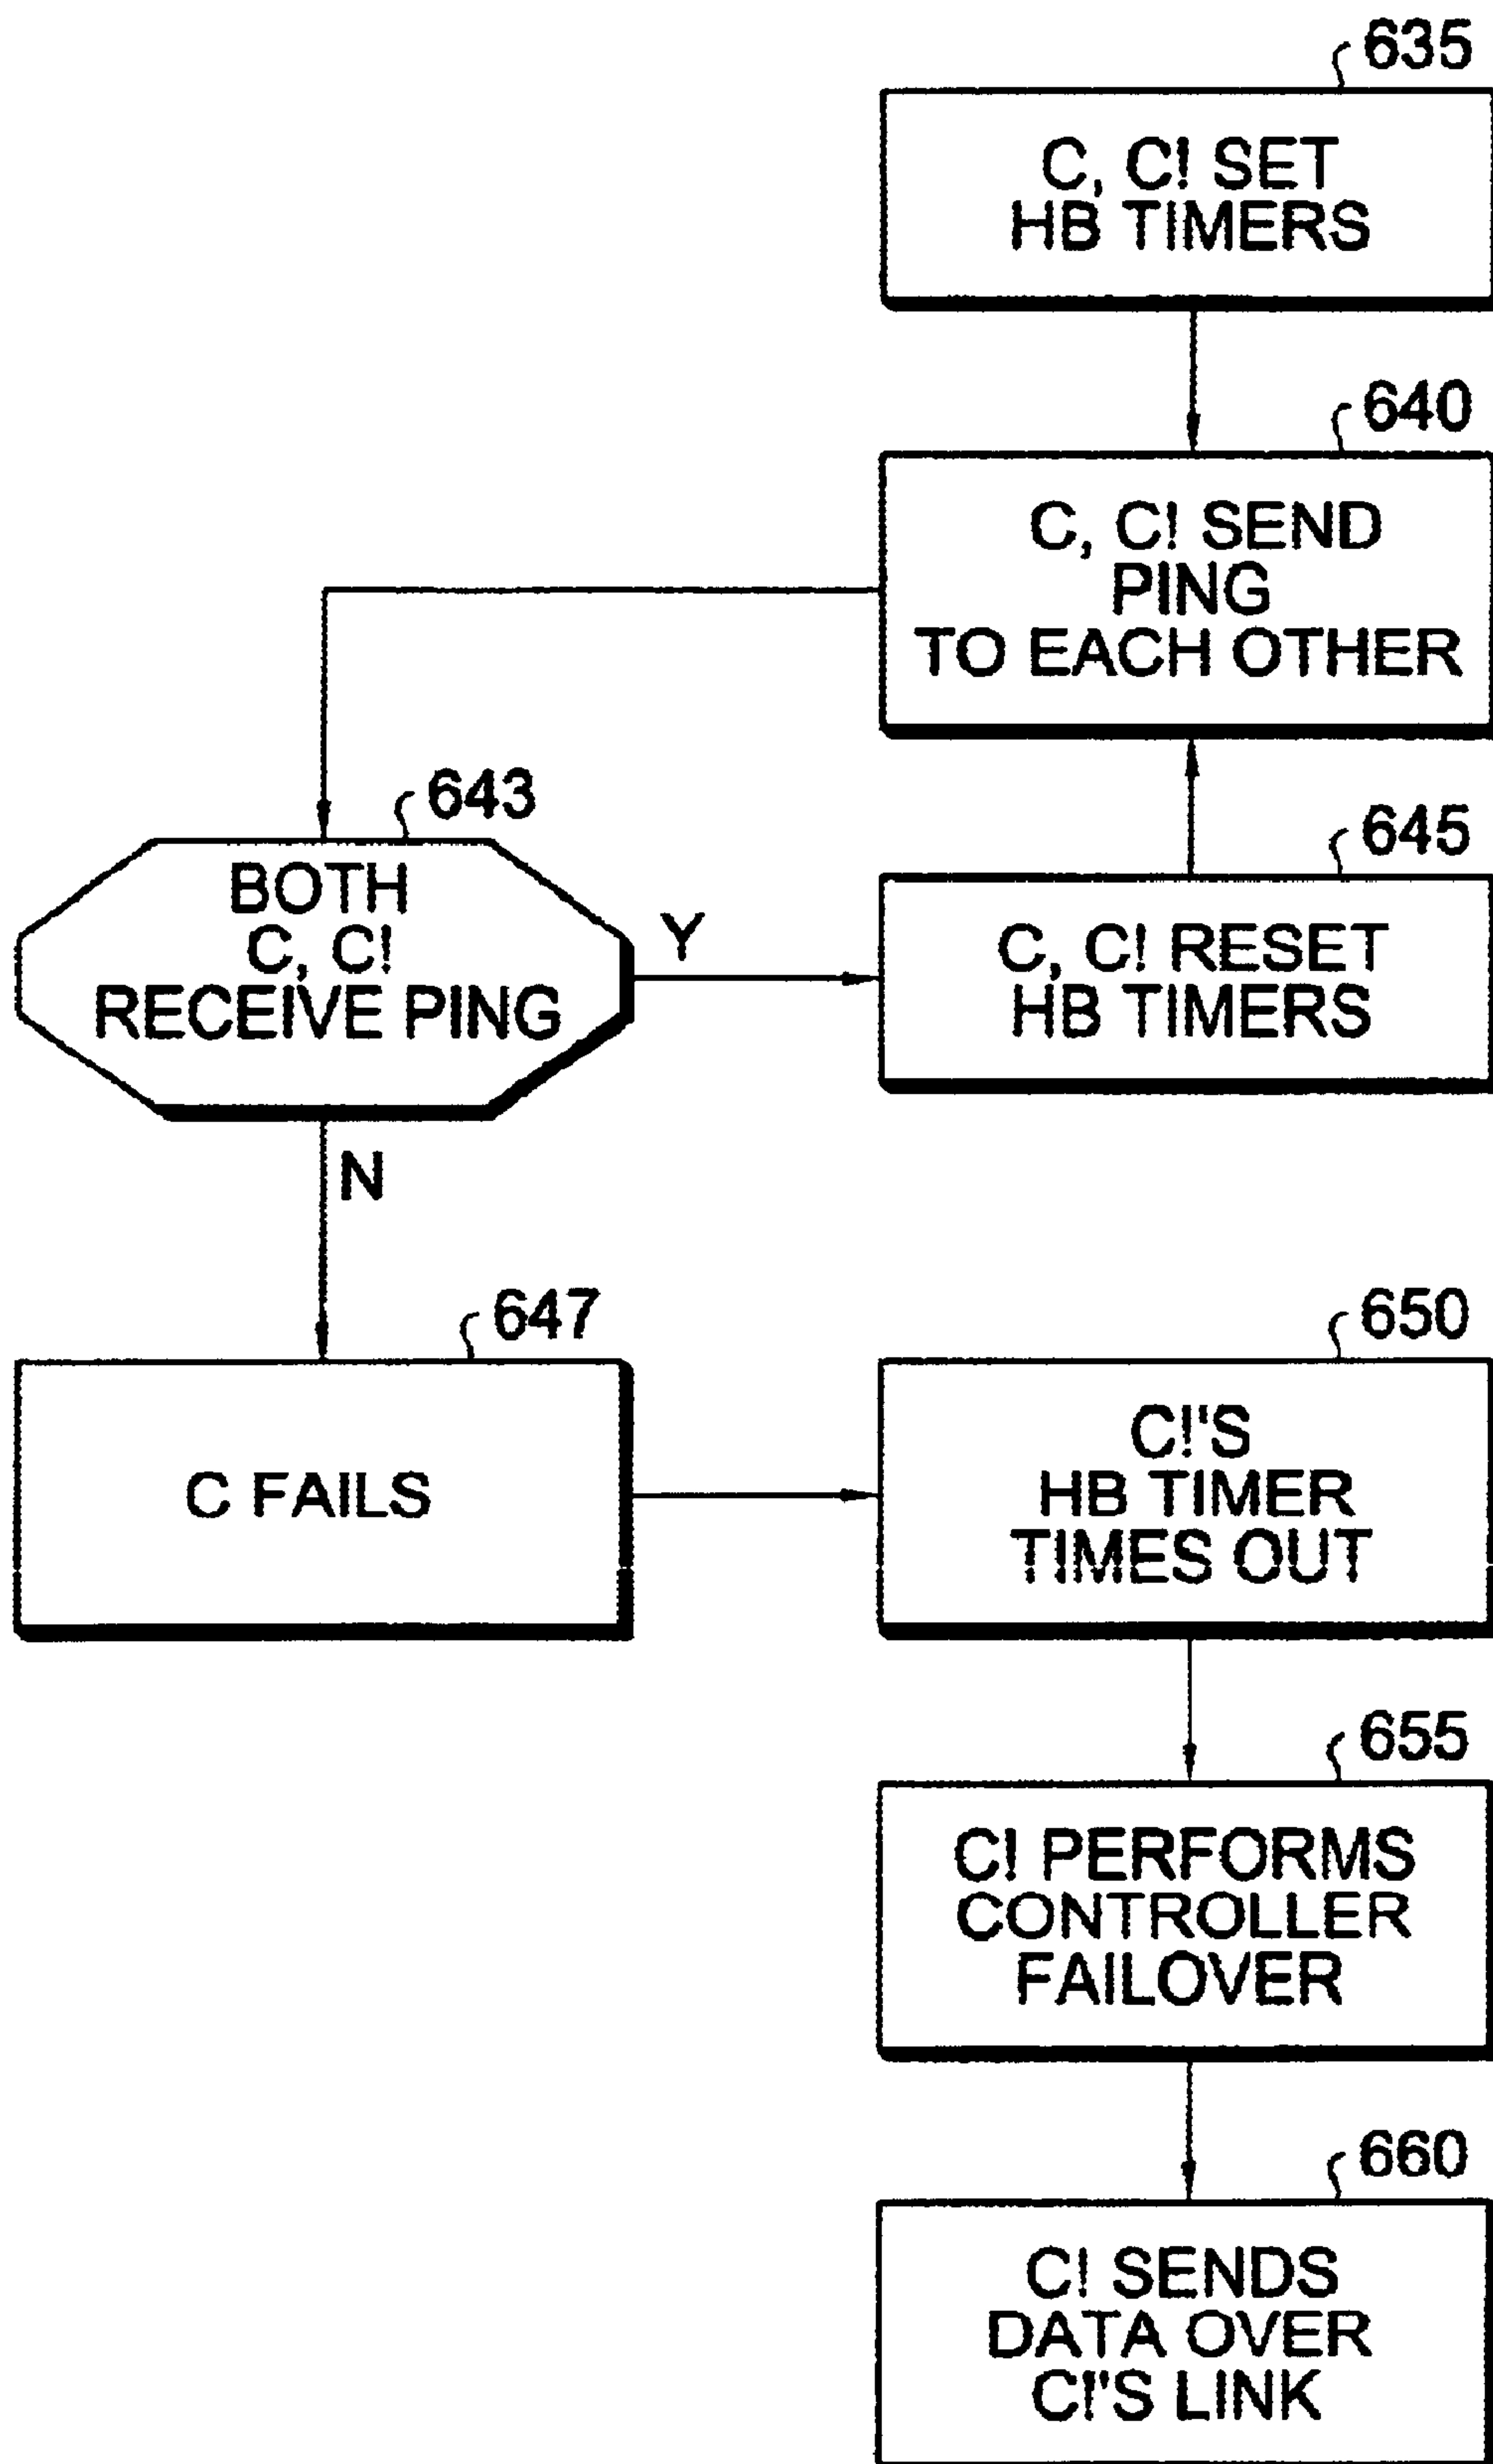 635
C, C! SET
HB TIMERS
640
C, C! SEND
PING
TO EACH OTHER
643
BOTH
C, C!
RECEIVE PING
Y
645
C, C! RESET
HB TIMERS
N
647
C FAILS
650
C!'S
HB TIMER
TIMES OUT
655
C! PERFORMS
CONTROLLER
FAILOVER
660
C! SENDS
DATA OVER
C!'S LINK